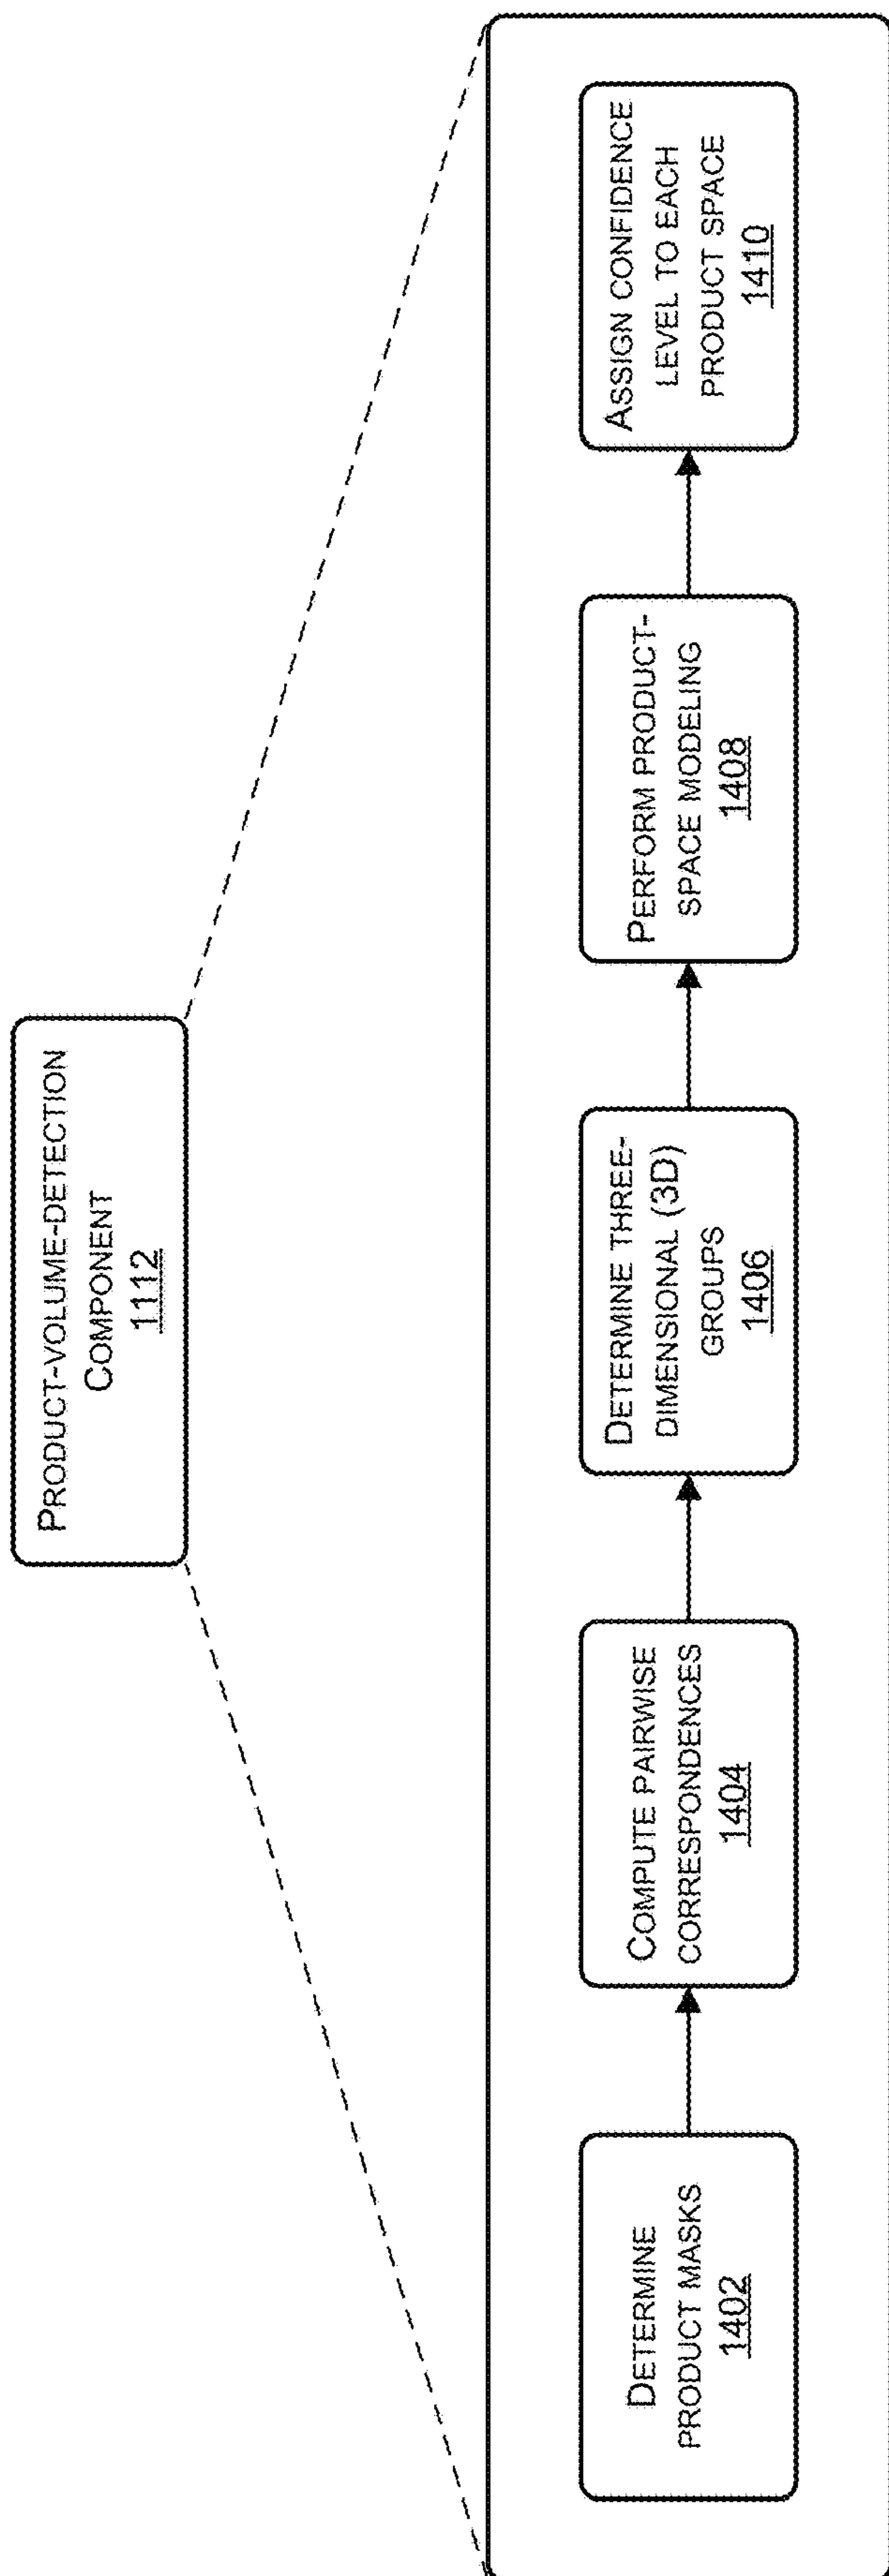 PRODUCT-VOLUME-DETECTION
COMPONENT
1112
DETERMINE
PRODUCT MASKS
1402
COMPUTE PAIRWISE
CORRESPONDENCES
1404
DETERMINE THREE-
DIMENSIONAL (3D)
GROUPS
1406
PERFORM PRODUCT-
SPACE MODELING
1408
ASSIGN CONFIDENCE
LEVEL TO EACH
PRODUCT SPACE
1410